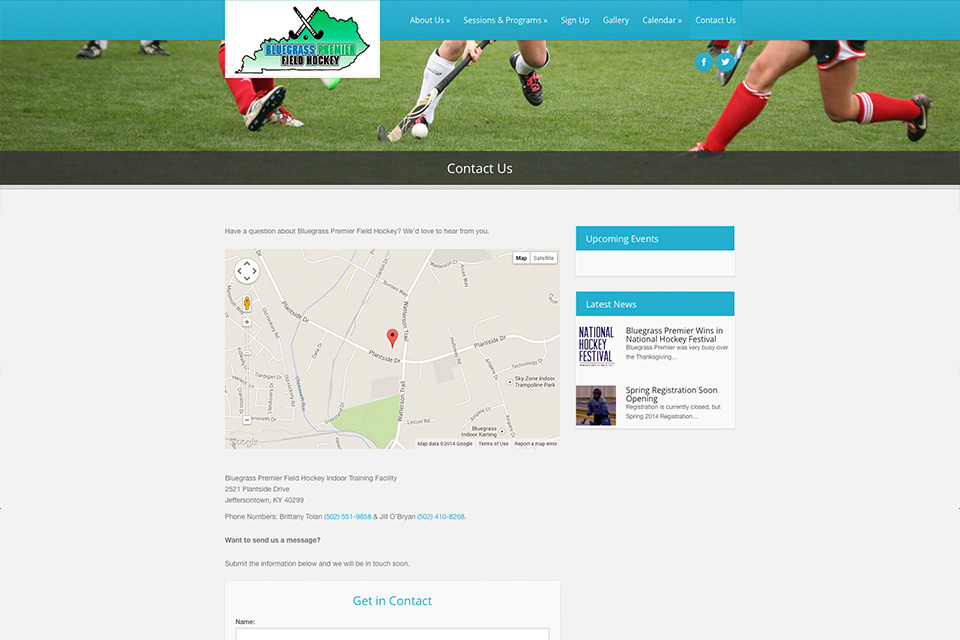 BLUEGRASS PREMIER
FIELD HOCKEY
About Us »
Sessions & Programs »
Sign Up
Gallery
Calendar »
Contact Us
Contact Us
Have a question about Bluegrass Premier Field Hockey? We'd love to hear from you.
Map
Satellite
Plantside Dr
Plantside Dr
Watterson Trail
Watterson Trail
Bunsen Way
Data Dr
Old Hickory Rd
Technology Dr
Sky Zone Indoor
Trampoline Park
Locust Rd
Bluegrass
Indoor Karting
Google
Map data ©2014 Google
Terms of Use
Report a map error
Upcoming Events
Latest News
NATIONAL
HOCKEY
FESTIVAL
Bluegrass Premier Wins in
National Hockey Festival
Bluegrass Premier was very busy over
the Thanksgiving...
Spring Registration Soon
Opening
Registration is currently closed, but
Spring 2014 Registration...
Bluegrass Premier Field Hockey Indoor Training Facility
2521 Plantside Drive
Jeffersontown, KY 40299
Phone Numbers: Brittany Tolan (502) 551-9858 & Jill O'Bryan (502) 410-8268.
Want to send us a message?
Submit the information below and we will be in touch soon.
Get in Contact
Name: